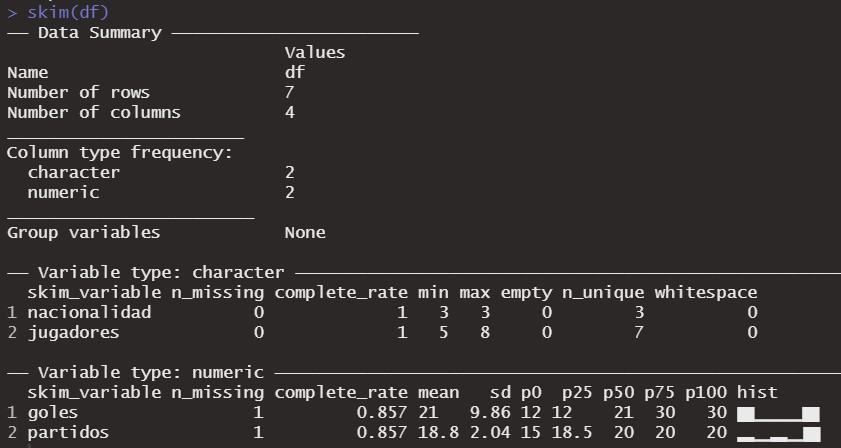 > skim(df)
── Data Summary ────────────────────────
                           Values
Name                       df
Number of rows             7
Number of columns          4
_______________________
Column type frequency:
  character                2
  numeric                  2
________________________
Group variables            None
── Variable type: character ────────────────────────────────────────────────────
  skim_variable n_missing complete_rate min max empty n_unique whitespace
1 nacionalidad          0             1   3   3     0        3          0
2 jugadores             0             1   5   8     0        7          0
── Variable type: numeric ──────────────────────────────────────────────────────
  skim_variable n_missing complete_rate mean   sd p0  p25 p50 p75 p100 hist
1 goles                 1         0.857 21   9.86 12 12    21  30   30 ▇▁▁▁▇
2 partidos              1         0.857 18.8 2.04 15 18.5  20  20   20 ▂▁▂▁▇